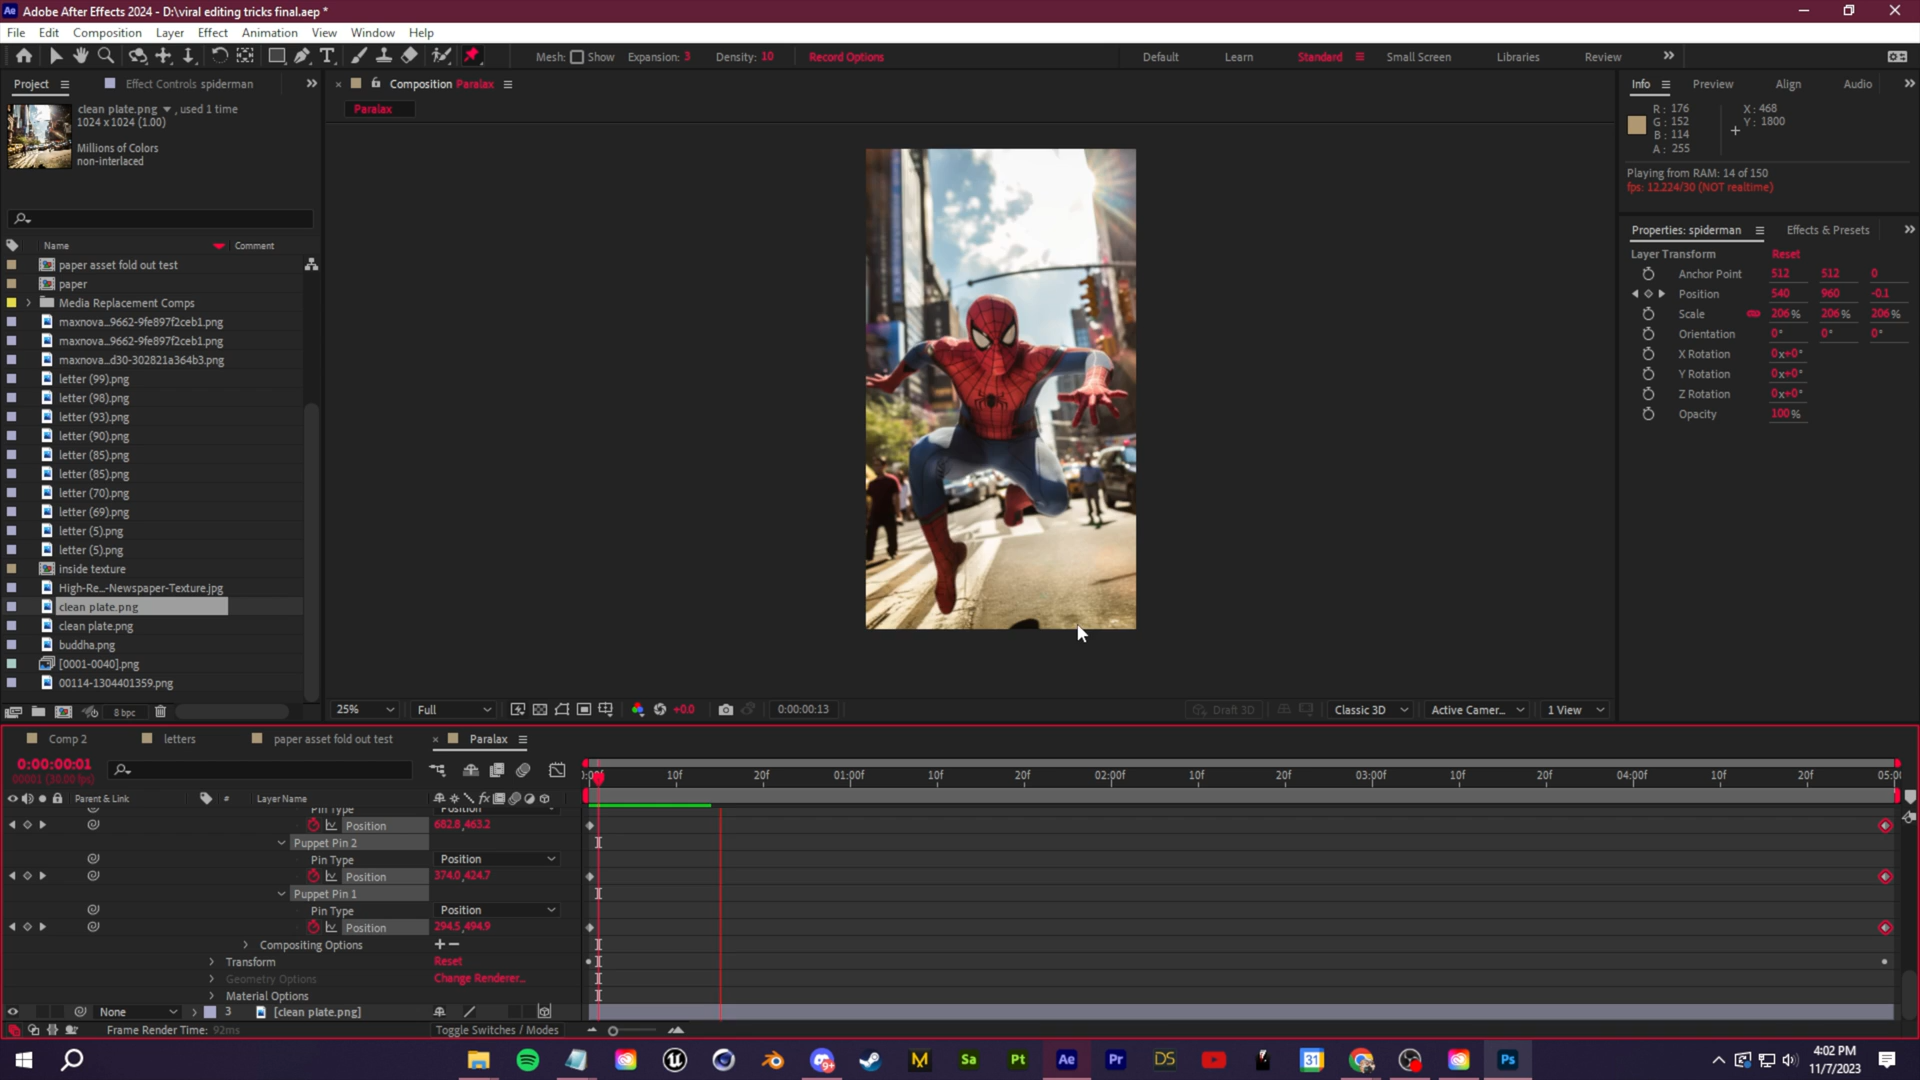 Adobe After Effects 2024 - D:\viral editing tricks final.aep *
File Edit Composition Layer Effect Animation View Window Help
Mesh: Show Expansion: 3 Density: 10 Record Options Default Learn Standard Small Screen Libraries Review
Project Effect Controls spiderman
clean plate.png , used 1 time
1024 x 1024 (1.00)
Millions of Colors
non-interlaced
Name Comment
paper asset fold out test
paper
Media Replacement Comps
maxnova...9662-9fe897f2ceb1.png
maxnova...9662-9fe897f2ceb1.png
maxnova...d30-302821a364b3.png
letter (99).png
letter (98).png
letter (93).png
letter (90).png
letter (85).png
letter (85).png
letter (70).png
letter (69).png
letter (5).png
letter (5).png
inside texture
High-Re...-Newspaper-Texture.jpg
clean plate.png
clean plate.png
buddha.png
[0001-0040].png
00114-1304401359.png
8 bpc
Composition Paralax
Paralax
25% Full +0.0 0:00:00:13 Draft 3D Classic 3D Active Camer... 1 View
Info Preview Align Audio
R: 176 X: 468
G: 152 Y: 1800
B: 114
A: 255
Playing from RAM: 14 of 150
fps: 12.224/30 (NOT realtime)
Properties: spiderman Effects & Presets
Layer Transform Reset
Anchor Point 512 512 0
Position 540 960 -0.1
Scale 206% 206% 206%
Orientation 0° 0° 0°
X Rotation 0x+0°
Y Rotation 0x+0°
Z Rotation 0x+0°
Opacity 100%
Comp 2 letters paper asset fold out test Paralax
0:00:00:01
00001 (30.00 fps)
10f 20f 01:00f 10f 20f 02:00f 10f 20f 03:00f 10f 20f 04:00f 10f 20f
Parent & Link # Layer Name
Pin Type Position
Position 682.8,463.2
Puppet Pin 2
Pin Type Position
Position 374.0,424.7
Puppet Pin 1
Pin Type Position
Position 294.5,494.9
Compositing Options
Transform Reset
Geometry Options Change Renderer...
Material Options
None 3 [clean plate.png]
Frame Render Time: 92ms Toggle Switches / Modes
M Sa Pt Ae Pr DS 31 Ps
4:02 PM
11/7/2023